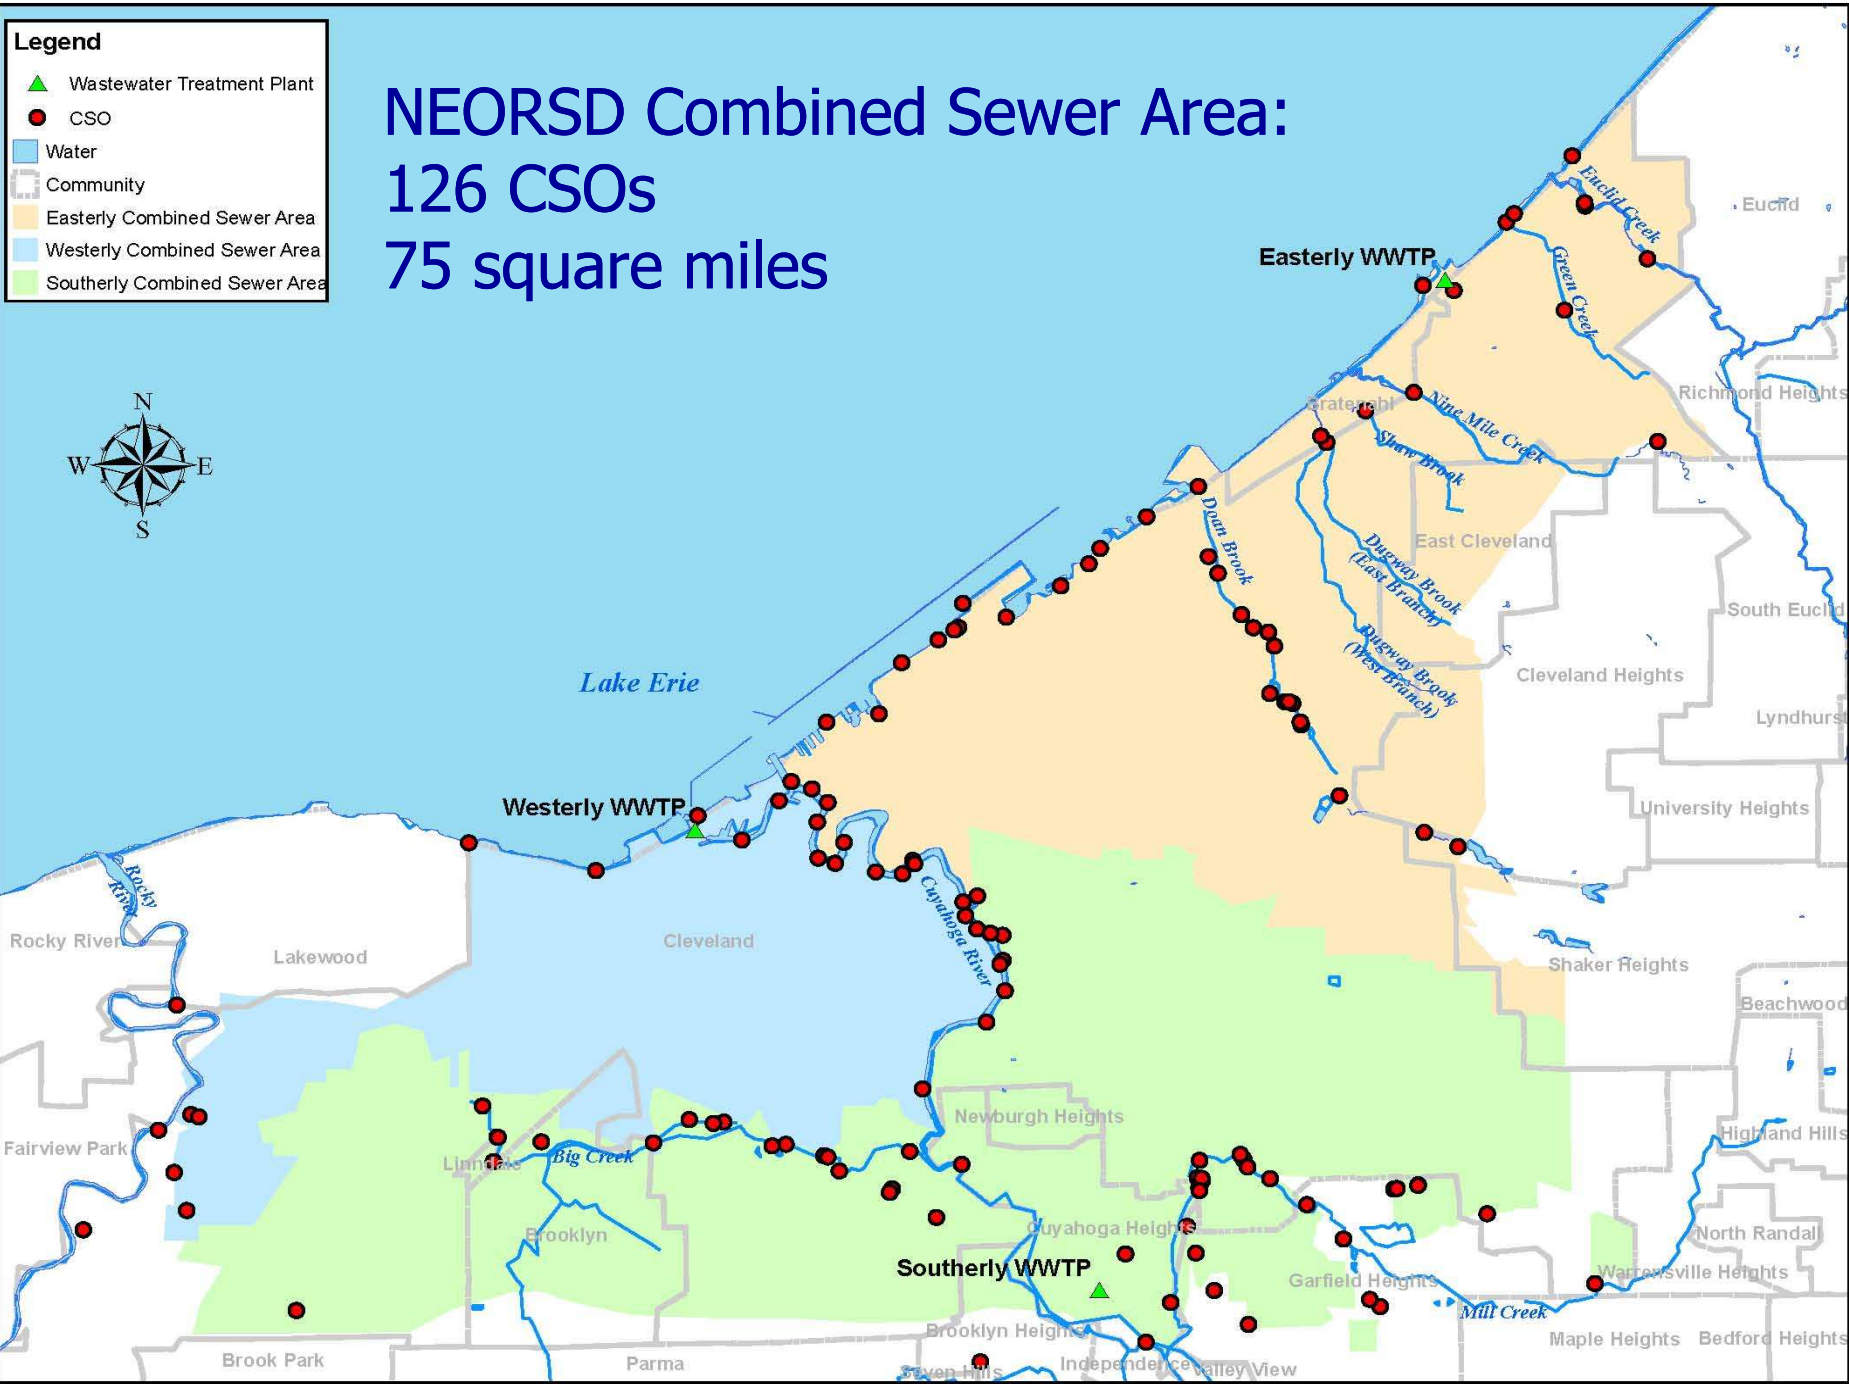 Legend
Wastewater Treatment Plant
CSO
Water
Community
Easterly Combined Sewer Area
Westerly Combined Sewer Area
Southerly Combined Sewer Area
NEORSD Combined Sewer Area:
126 CSOs
75 square miles
N
W
E
S
Euclid
Euclid Creek
Easterly WWTP
Green Creek
Richmond Heights
Bratenahl
Nine Mile Creek
Shaw Brook
Doan Brook
East Cleveland
Dugway Brook
(East Branch)
South Euclid
Dugway Brook
(West Branch)
Cleveland Heights
Lake Erie
Lyndhurst
Westerly WWTP
University Heights
Rocky
River
Cuyahoga River
Rocky River
Lakewood
Cleveland
Shaker Heights
Beachwood
Newburgh Heights
Highland Hills
Fairview Park
Linndale
Big Creek
Brooklyn
Cuyahoga Heights
North Randall
Southerly WWTP
Garfield Heights
Warrensville Heights
Mill Creek
Brooklyn Heights
Maple Heights
Bedford Heights
Brook Park
Parma
Seven Hills
Independence
Valley View